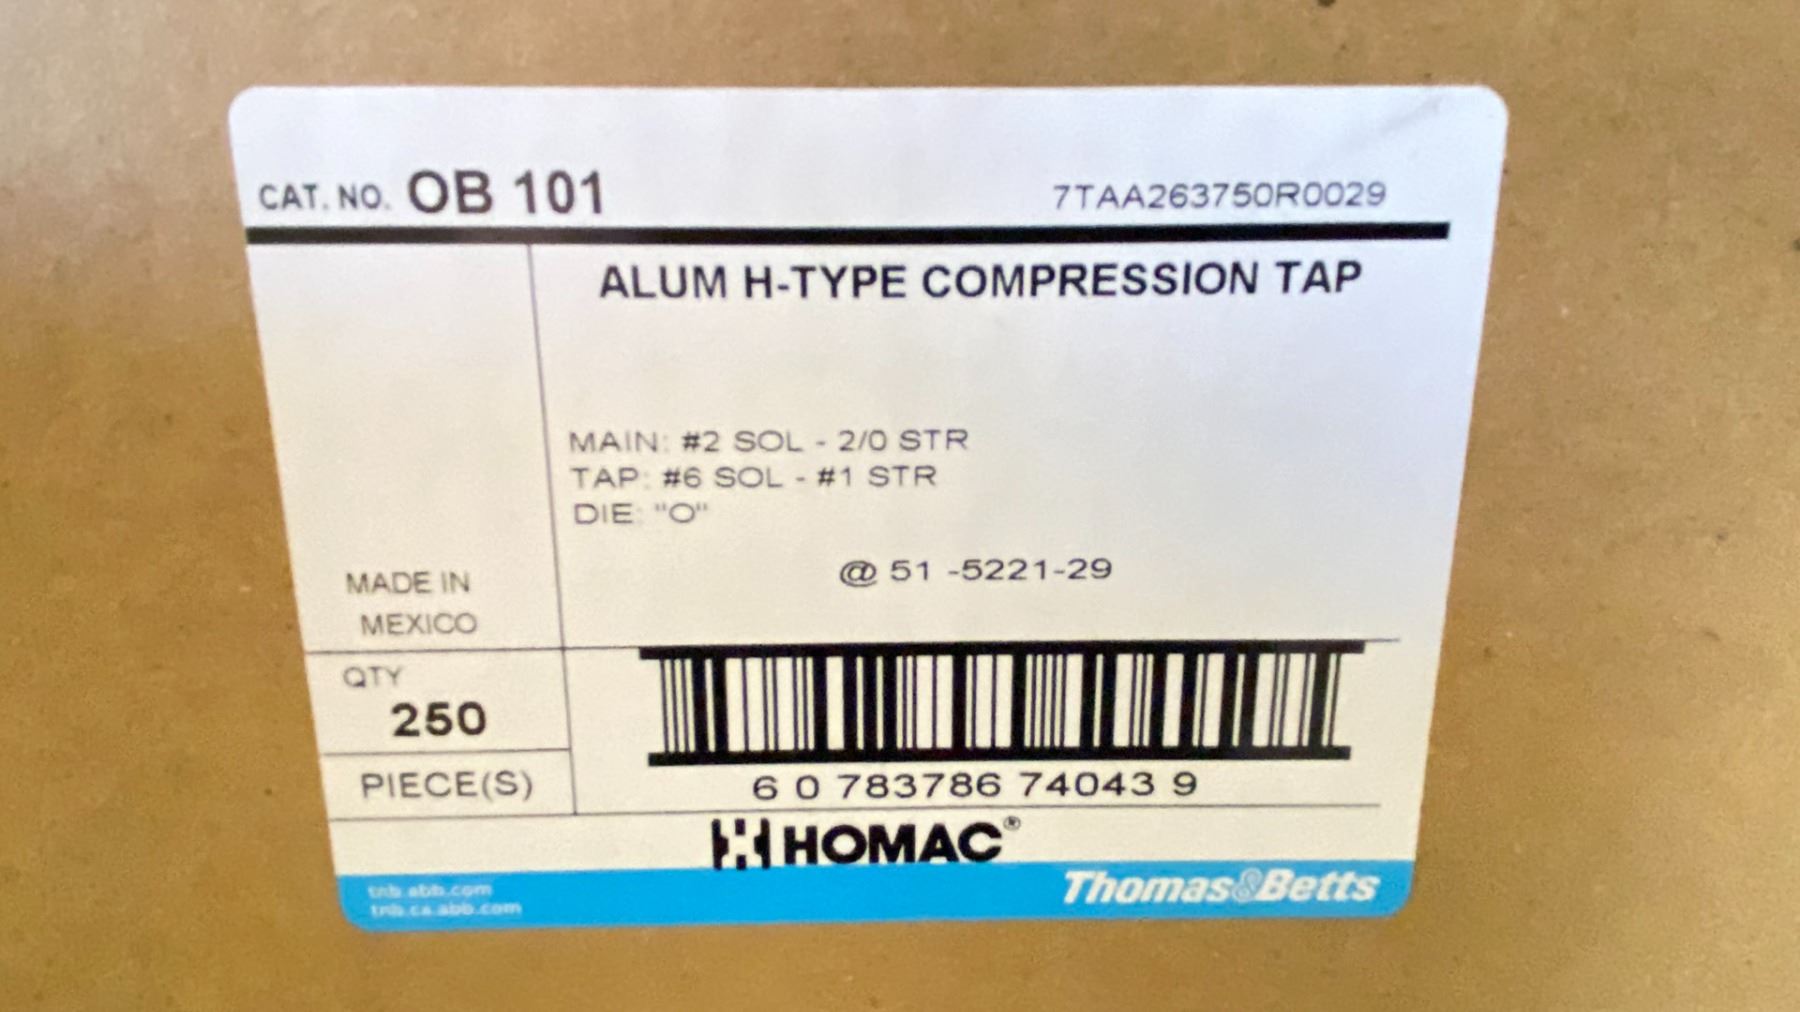 CAT. NO. OB 101
7TAA263750R0029
ALUM H-TYPE COMPRESSION TAP
MAIN: #2 SOL - 2/0 STR
TAP: #6 SOL - #1 STR
DIE: "O"
@ 51 -5221-29
MADE IN
MEXICO
QTY
250
PIECE(S)
6 0 783786 74043 9
HOMAC®
tnb.abb.com
tnb.ca.abb.com
Thomas&Betts